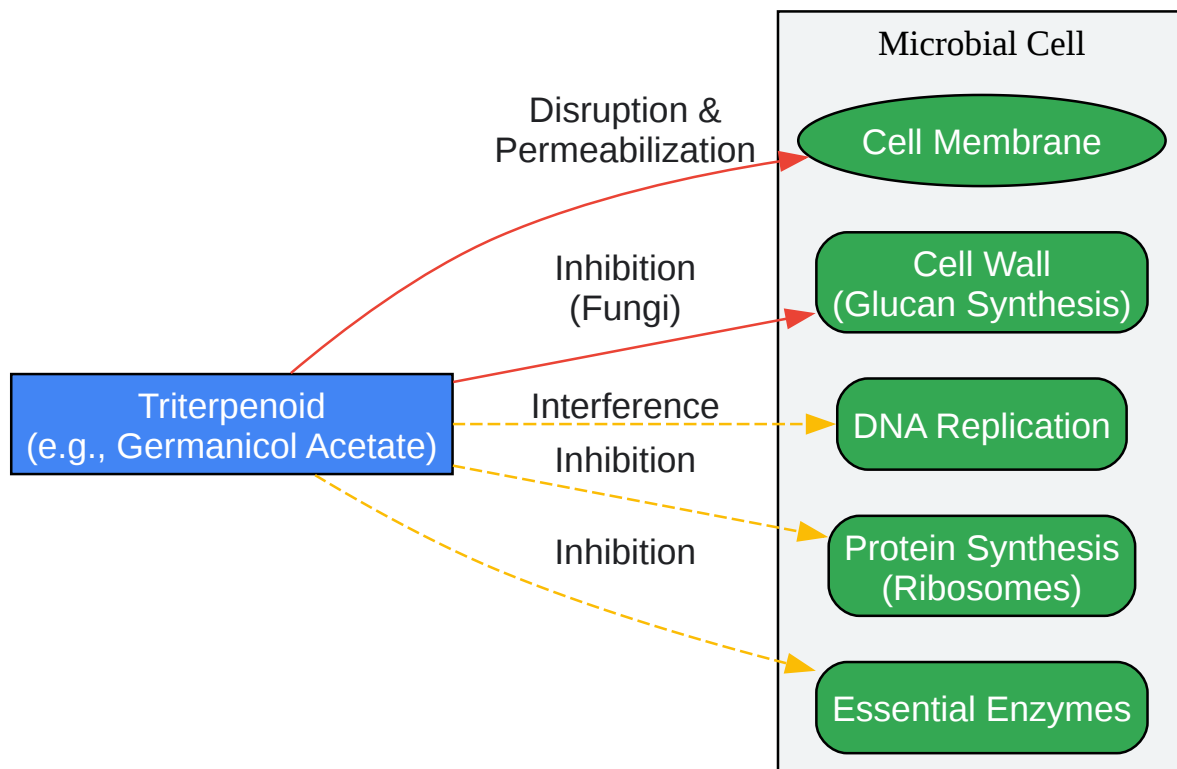 Microbial Cell
Disruption &
Permeabilization
Cell Membrane
Inhibition
(Fungi)
Cell Wall
(Glucan Synthesis)
Triterpenoid
(e.g., Germanicol Acetate)
Interference
DNA Replication
Inhibition
Protein Synthesis
(Ribosomes)
Inhibition
Essential Enzymes